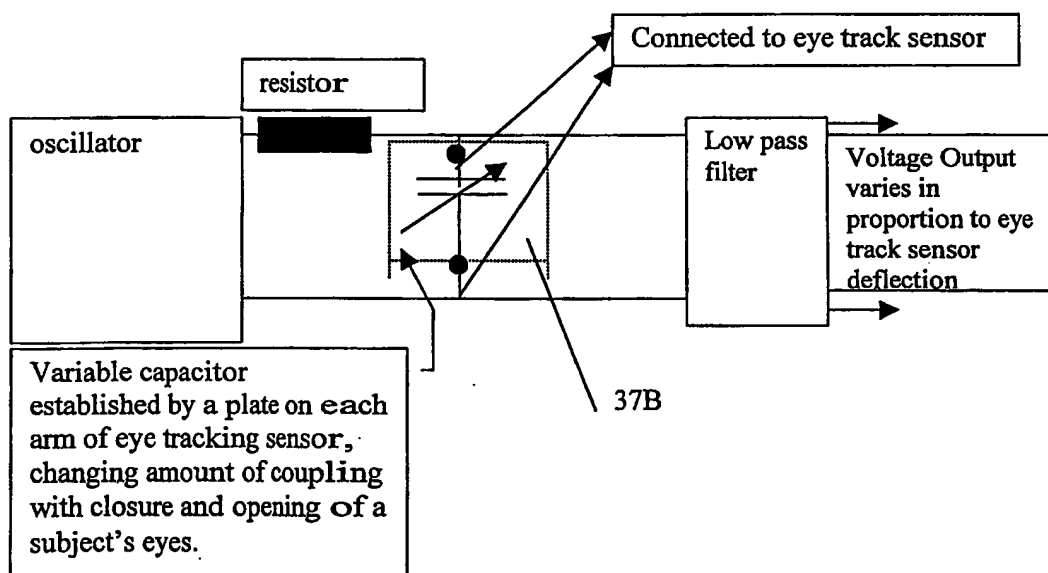 Connected to eye track sensor
resistor
oscillator
Low pass
filter
Voltage Output
varies in
proportion to eye
track sensor
deflection
Variable capacitor
established by a plate on each
arm of eye tracking sensor,
changing amount of coupling
with closure and opening of a
subject's eyes.
37B